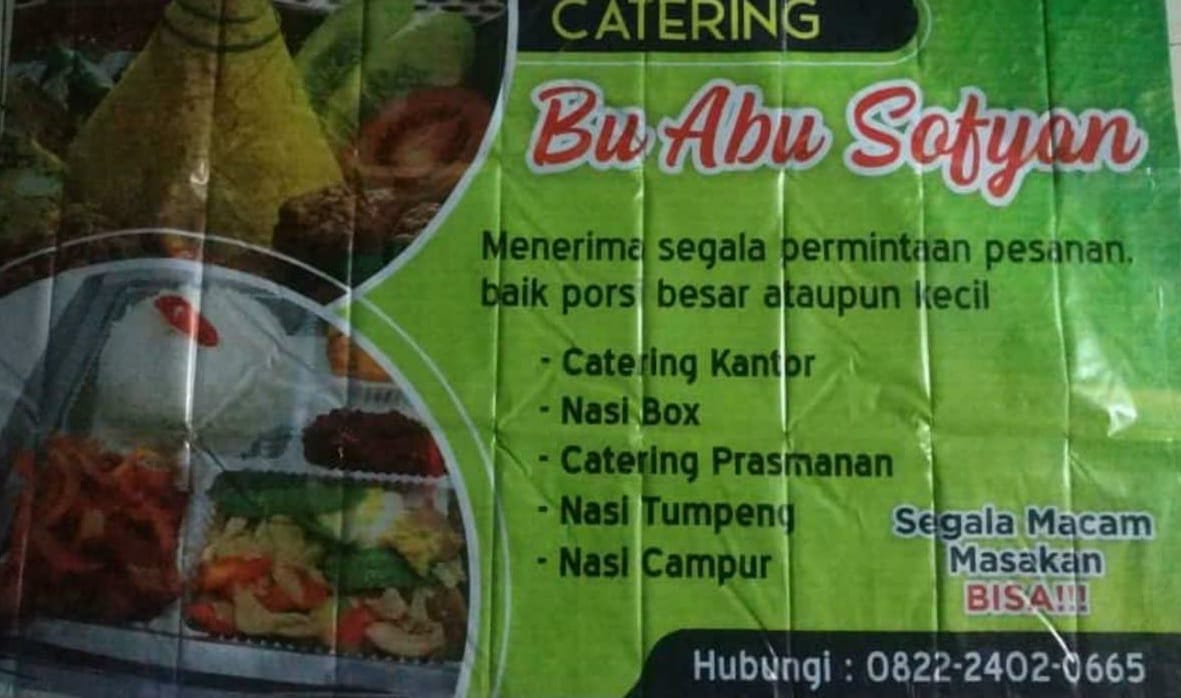 CATERING
Bu Abu Sofyan
Menerima segala permintaan pesanan.
baik porsi besar ataupun kecil
- Catering Kantor
- Nasi Box
- Catering Prasmanan
- Nasi Tumpeng
- Nasi Campur
Segala Macam
Masakan
BISA!!!
Hubungi : 0822-2402-0665